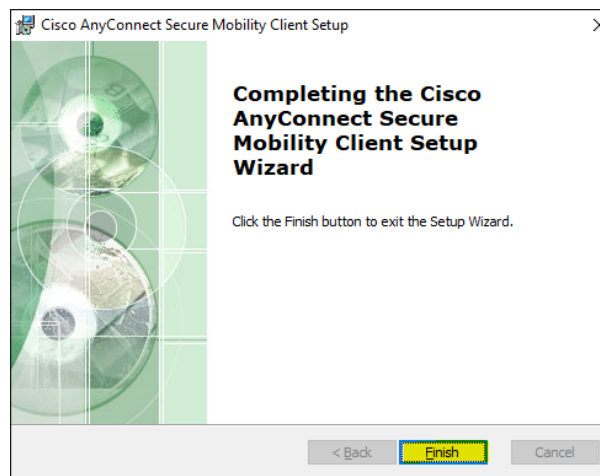 Cisco AnyConnect Secure Mobility Client Setup
Completing the Cisco
AnyConnect Secure
Mobility Client Setup
Wizard
Click the Finish button to exit the Setup Wizard.
< Back Finish Cancel